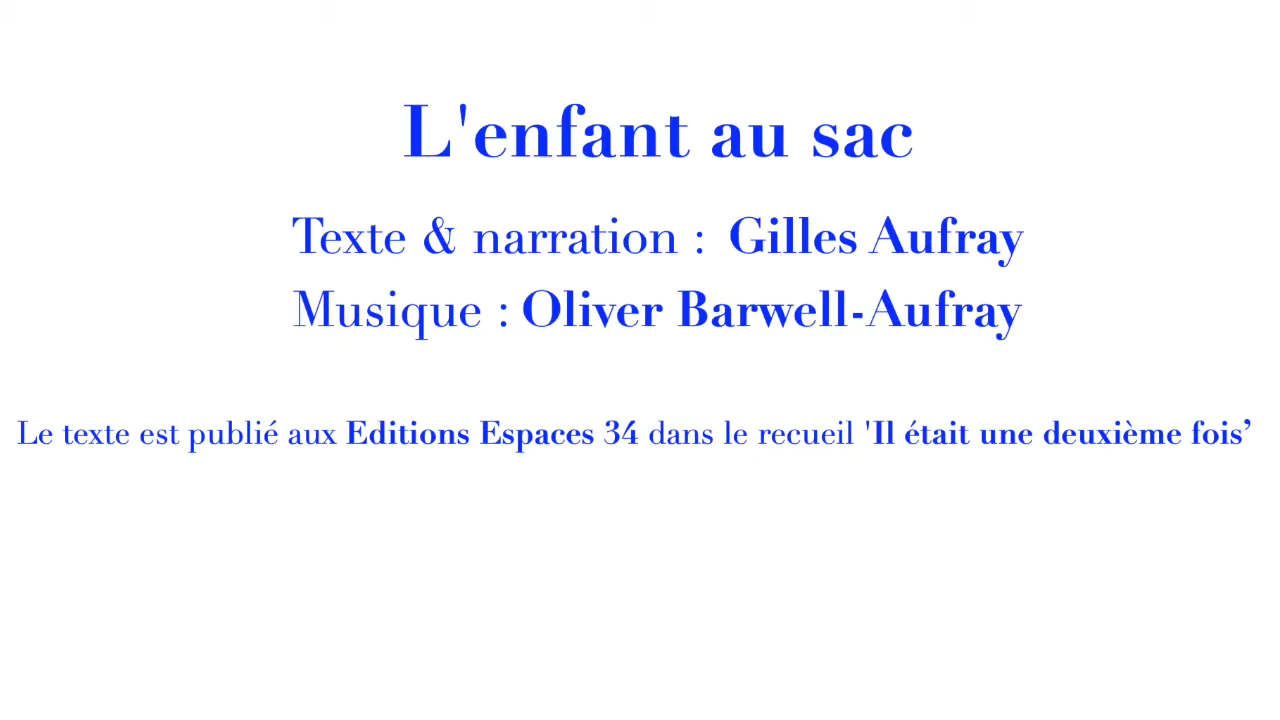 L'enfant au sac
Texte & narration : Gilles Aufray
Musique : Oliver Barwell-Aufray
Le texte est publié aux Editions Espaces 34 dans le recueil 'Il était une deuxième fois’